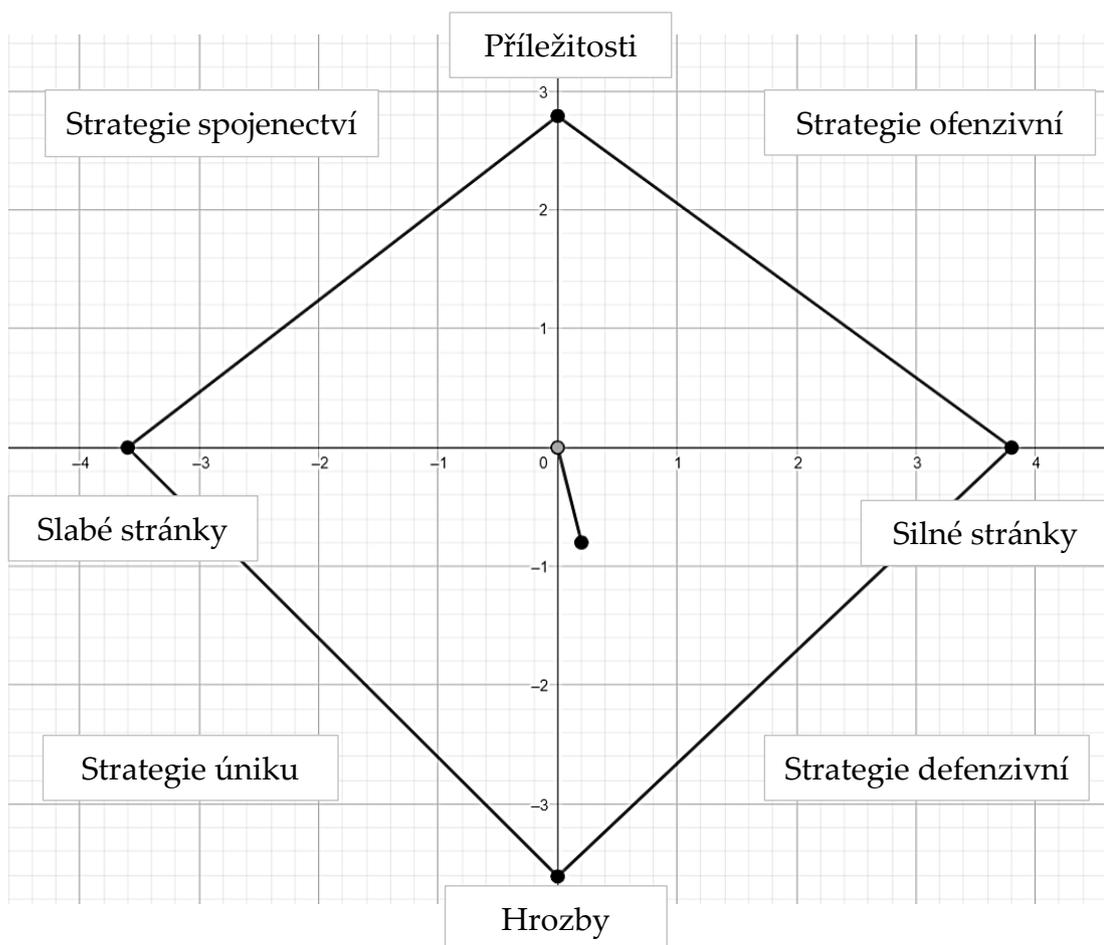 Příležitosti
3
Strategie spojenectví
Strategie ofenzivní
2
1
–4
–3
–2
–1
0
1
2
3
4
Slabé stránky
Silné stránky
–1
–2
Strategie úniku
Strategie defenzivní
–3
Hrozby